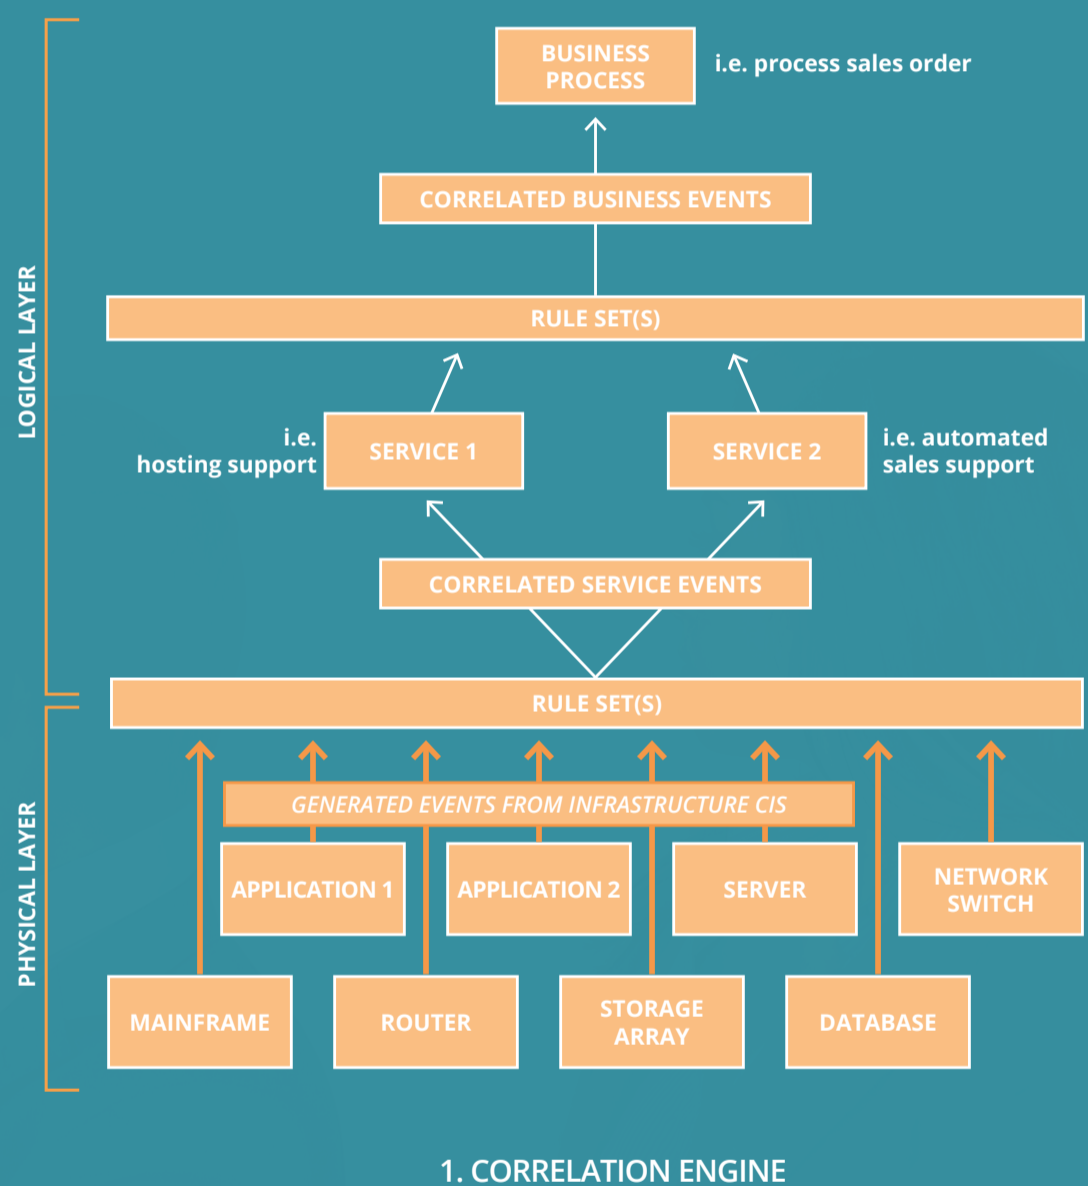 BUSINESS
PROCESS
i.e. process sales order
CORRELATED BUSINESS EVENTS
LOGICAL LAYER
RULE SET(S)
i.e.
hosting support
SERVICE 1
SERVICE 2
i.e. automated
sales support
CORRELATED SERVICE EVENTS
RULE SET(S)
PHYSICAL LAYER
GENERATED EVENTS FROM INFRASTRUCTURE CIS
APPLICATION 1
APPLICATION 2
SERVER
NETWORK
SWITCH
MAINFRAME
ROUTER
STORAGE
ARRAY
DATABASE
1. CORRELATION ENGINE